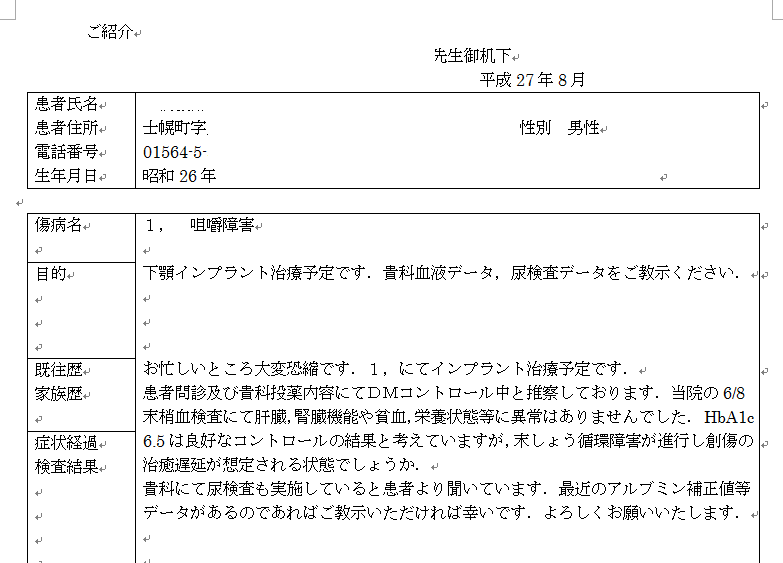 ご紹介
先生御机下
平成 27 年 8 月
患者氏名
患者住所 士幌町字 性別 男性
電話番号 01564-5-
生年月日 昭和 26 年
傷病名 1， 咀嚼障害
目的 下顎インプラント治療予定です．貴科血液データ，尿検査データをご教示ください．
既往歴 お忙しいところ大変恐縮です．1，にてインプラント治療予定です．
家族歴 患者問診及び貴科投薬内容にてＤＭコントロール中と推察しております．当院の 6/8
末梢血検査にて肝臓,腎臓機能や貧血,栄養状態等に異常はありませんでした．HbA1c
症状経過 6.5 は良好なコントロールの結果と考えていますが,末しょう循環障害が進行し創傷の
検査結果 治癒遅延が想定される状態でしょうか．
貴科にて尿検査も実施していると患者より聞いています．最近のアルブミン補正値等
データがあるのであればご教示いただければ幸いです．よろしくお願いいたします．